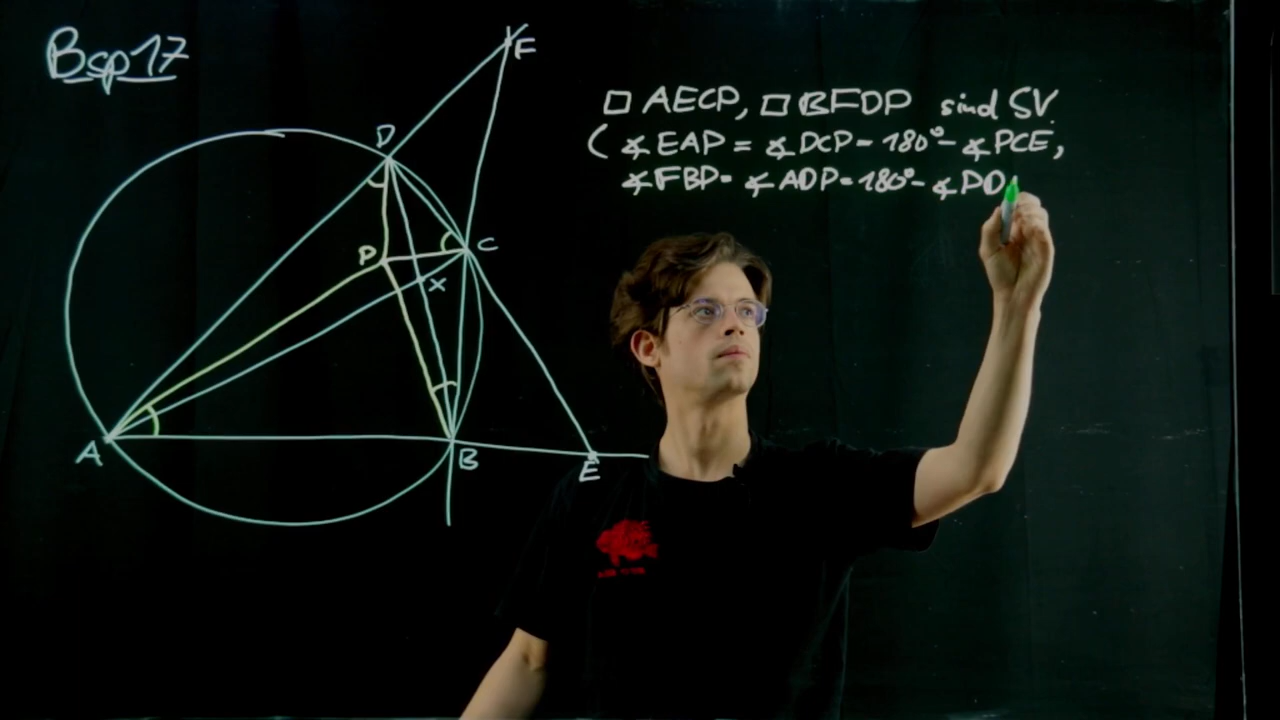 Bsp 17
F
D
P
C
X
A
B
E
□ AECP, □ BFDP sind SV.
(∡EAP = ∡DCP = 180° - ∡PCE,
∡FBP = ∡ADP = 180° - ∡PD